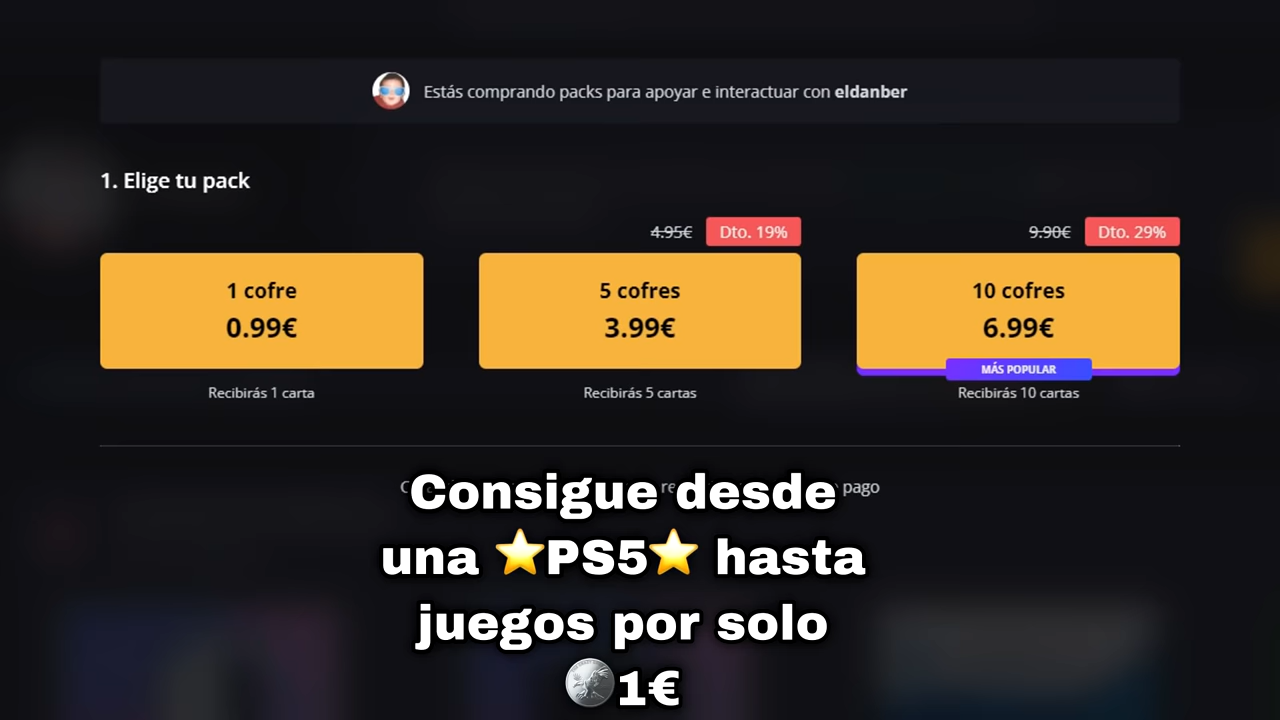 Estás comprando packs para apoyar e interactuar con eldanber
1. Elige tu pack
4.95€ Dto. 19%
9.90€ Dto. 29%
1 cofre
0.99€
5 cofres
3.99€
10 cofres
6.99€
MÁS POPULAR
Recibirás 1 carta
Recibirás 5 cartas
Recibirás 10 cartas
pago
Consigue desde
una ⭐PS5⭐ hasta
juegos por solo
1€